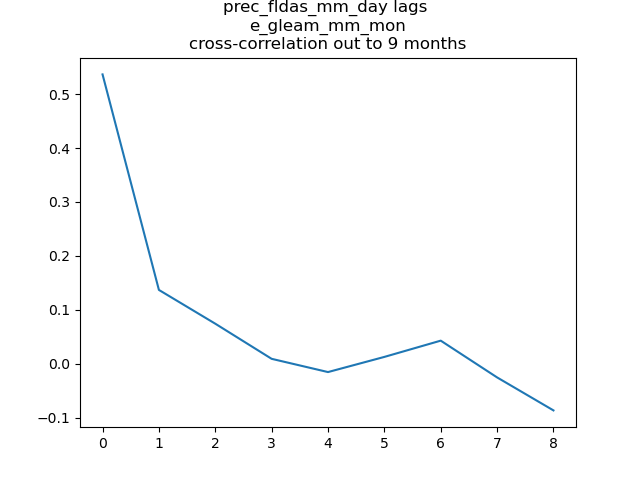 prec_fldas_mm_day lags
e_gleam_mm_mon
cross-correlation out to 9 months
0.5
0.4
0.3
0.2
0.1
0.0
−0.1
0 1 2 3 4 5 6 7 8